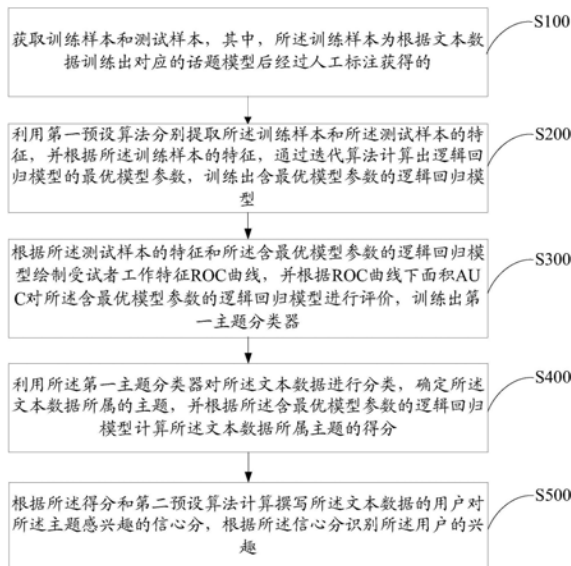 获取训练样本和测试样本，其中，所述训练样本为根据文本数
据训练出对应的话题模型后经过人工标注获得的
S100
利用第一预设算法分别提取所述训练样本和所述测试样本的特
征，并根据所述训练样本的特征，通过迭代算法计算出逻辑回
归模型的最优模型参数，训练出含最优模型参数的逻辑回归模
型
S200
根据所述测试样本的特征和所述含最优模型参数的逻辑回归模
型绘制受试者工作特征ROC曲线，并根据ROC曲线下面积AU
C对所述含最优模型参数的逻辑回归模型进行评价，训练出第
一主题分类器
S300
利用所述第一主题分类器对所述文本数据进行分类，确定所述
文本数据所属的主题，并根据所述含最优模型参数的逻辑回归
模型计算所述文本数据所属主题的得分
S400
根据所述得分和第二预设算法计算撰写所述文本数据的用户对
所述主题感兴趣的信心分，根据所述信心分识别所述用户的兴
趣
S500